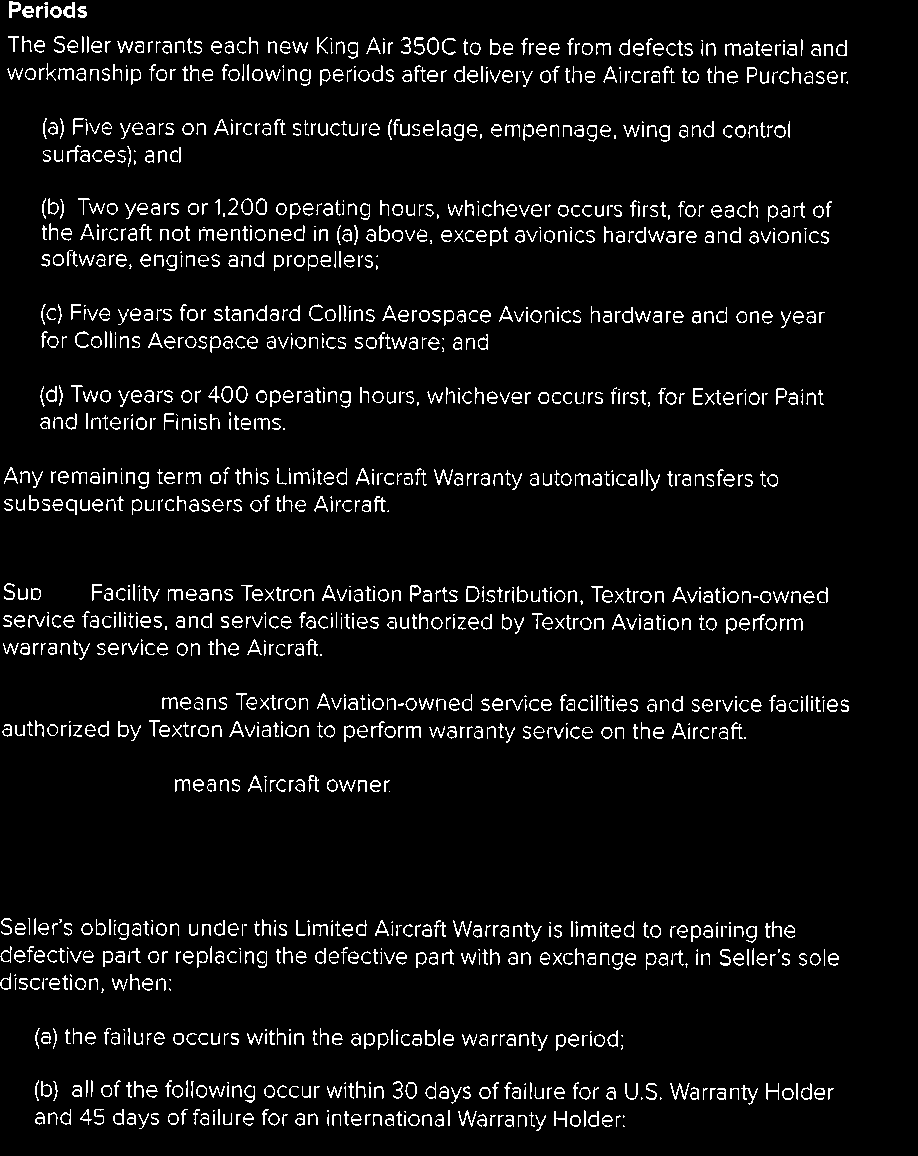 Periods
The Seller warrants each new King Air 350C to be free from defects in material and
workmanship for the following periods after delivery of the Aircraft to the Purchaser.
(a) Five years on Aircraft structure (fuselage, empennage, wing and control
surfaces); and
(b) Two years or 1,200 operating hours, whichever occurs first, for each part of
the Aircraft not mentioned in (a) above, except avionics hardware and avionics
software, engines and propellers;
(c) Five years for standard Collins Aerospace Avionics hardware and one year
for Collins Aerospace avionics software; and
(d) Two years or 400 operating hours, whichever occurs first, for Exterior Paint
and Interior Finish items.
Any remaining term of this Limited Aircraft Warranty automatically transfers to
subsequent purchasers of the Aircraft.
Facility means Textron Aviation Parts Distribution, Textron Aviation-owned
service facilities, and service facilities authorized by Textron Aviation to perform
warranty service on the Aircraft.
means Textron Aviation-owned service facilities and service facilities
authorized by Textron Aviation to perform warranty service on the Aircraft.
means Aircraft owner.
Seller's obligation under this Limited Aircraft Warranty is limited to repairing the
defective part or replacing the defective part with an exchange part, in Seller's sole
discretion, when:
(a) the failure occurs within the applicable warranty period;
(b) all of the following occur within 30 days of failure for a U.S. Warranty Holder
and 45 days of failure for an international Warranty Holder: